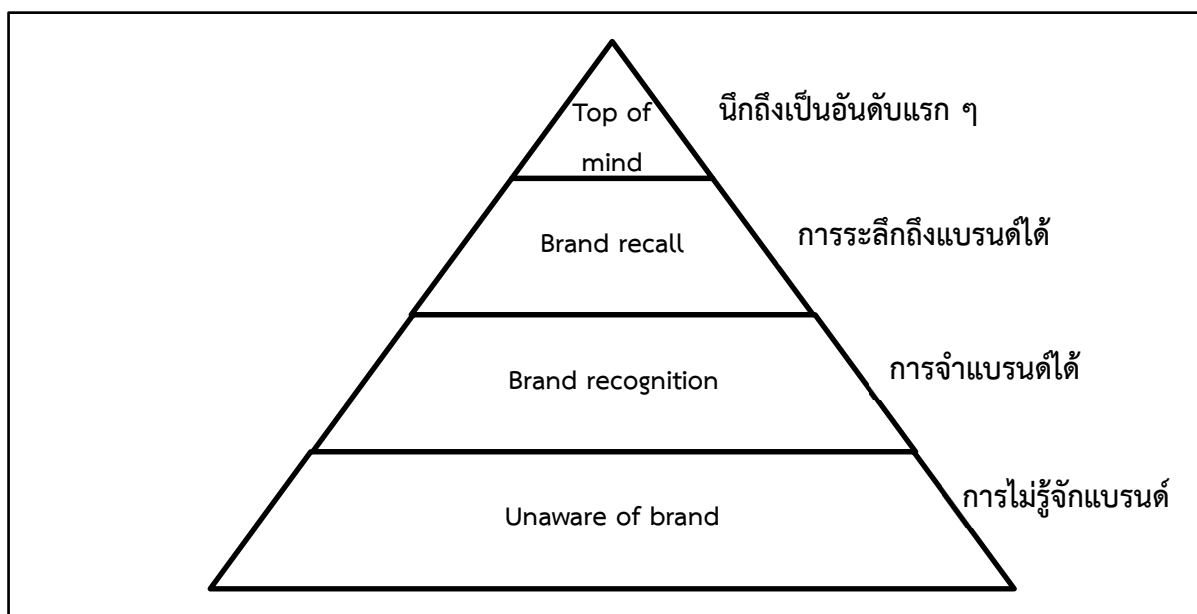 Top of
mind
นึกถึงเป็นอันดับแรก ๆ
Brand recall
การระลึกถึงแบรนด์ได้
Brand recognition
การจำแบรนด์ได้
Unaware of brand
การไม่รู้จักแบรนด์